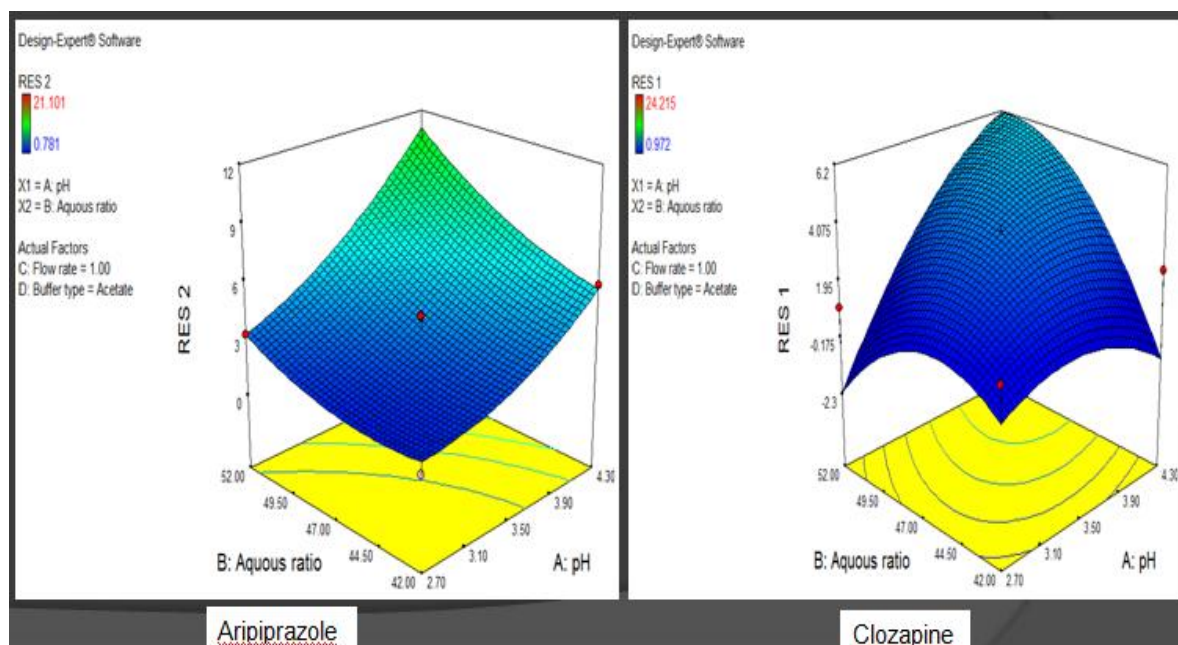 Design-Expert® Software
RES 2
21.101
0.781
X1 = A: pH
X2 = B: Aquous ratio
Actual Factors
C: Flow rate = 1.00
D: Buffer type = Acetate
12
9
6
3
0
RES 2
52.00
49.50
47.00
44.50
42.00
2.70
3.10
3.50
3.90
4.30
B: Aquous ratio
A: pH
Aripiprazole
Design-Expert® Software
RES 1
24.215
0.972
X1 = A: pH
X2 = B: Aquous ratio
Actual Factors
C: Flow rate = 1.00
D: Buffer type = Acetate
6.2
4.075
1.95
-0.175
-2.3
RES 1
52.00
49.50
47.00
44.50
42.00
2.70
3.10
3.50
3.90
4.30
B: Aquous ratio
A: pH
Clozapine